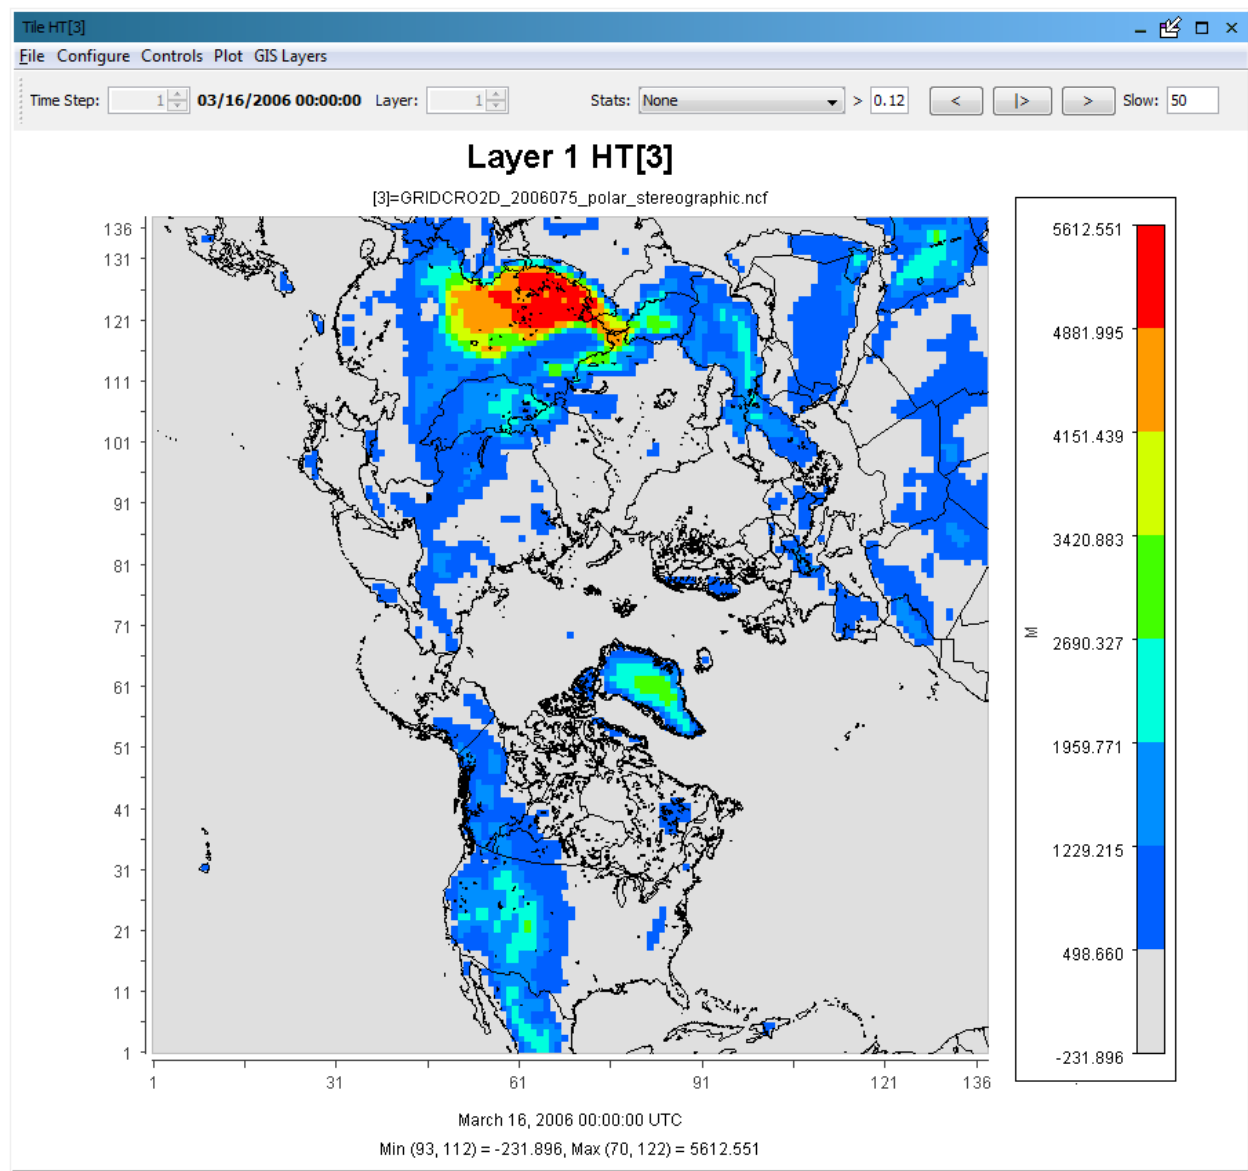 Tile HT[3]
File Configure Controls Plot GIS Layers
Time Step: 1 03/16/2006 00:00:00 Layer: 1 Stats: None > 0.12 < |> > Slow: 50
Layer 1 HT[3]
[3]=GRIDCRO2D_2006075_polar_stereographic.ncf
136
131
121
111
101
91
81
71
61
51
41
31
21
11
1
1 31 61 91 121 136
5612.551
4881.995
4151.439
3420.883
2690.327
1959.771
1229.215
498.660
-231.896
M
March 16, 2006 00:00:00 UTC
Min (93, 112) = -231.896, Max (70, 122) = 5612.551